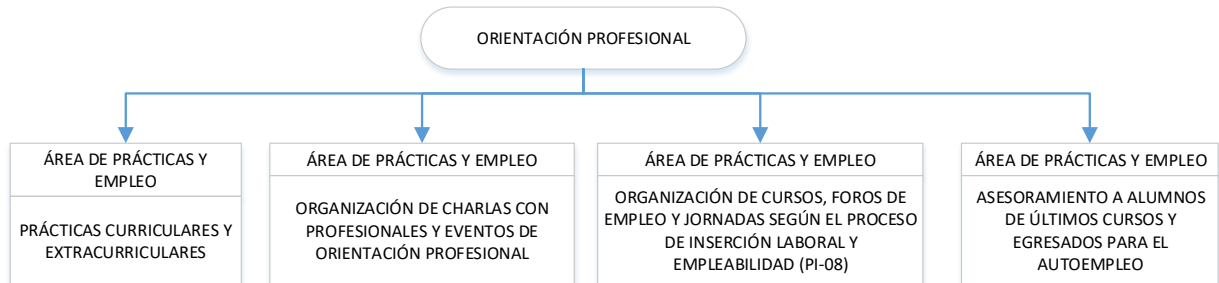 ORIENTACIÓN PROFESIONAL
ÁREA DE PRÁCTICAS Y
EMPLEO
PRÁCTICAS CURRICULARES Y
EXTRACURRICULARES
ÁREA DE PRÁCTICAS Y EMPLEO
ORGANIZACIÓN DE CHARLAS CON
PROFESIONALES Y EVENTOS DE
ORIENTACIÓN PROFESIONAL
ÁREA DE PRÁCTICAS Y EMPLEO
ORGANIZACIÓN DE CURSOS, FOROS DE
EMPLEO Y JORNADAS SEGÚN EL PROCESO
DE INSERCIÓN LABORAL Y
EMPLEABILIDAD (PI-08)
ÁREA DE PRÁCTICAS Y EMPLEO
ASESORAMIENTO A ALUMNOS
DE ÚLTIMOS CURSOS Y
EGRESADOS PARA EL
AUTOEMPLEO